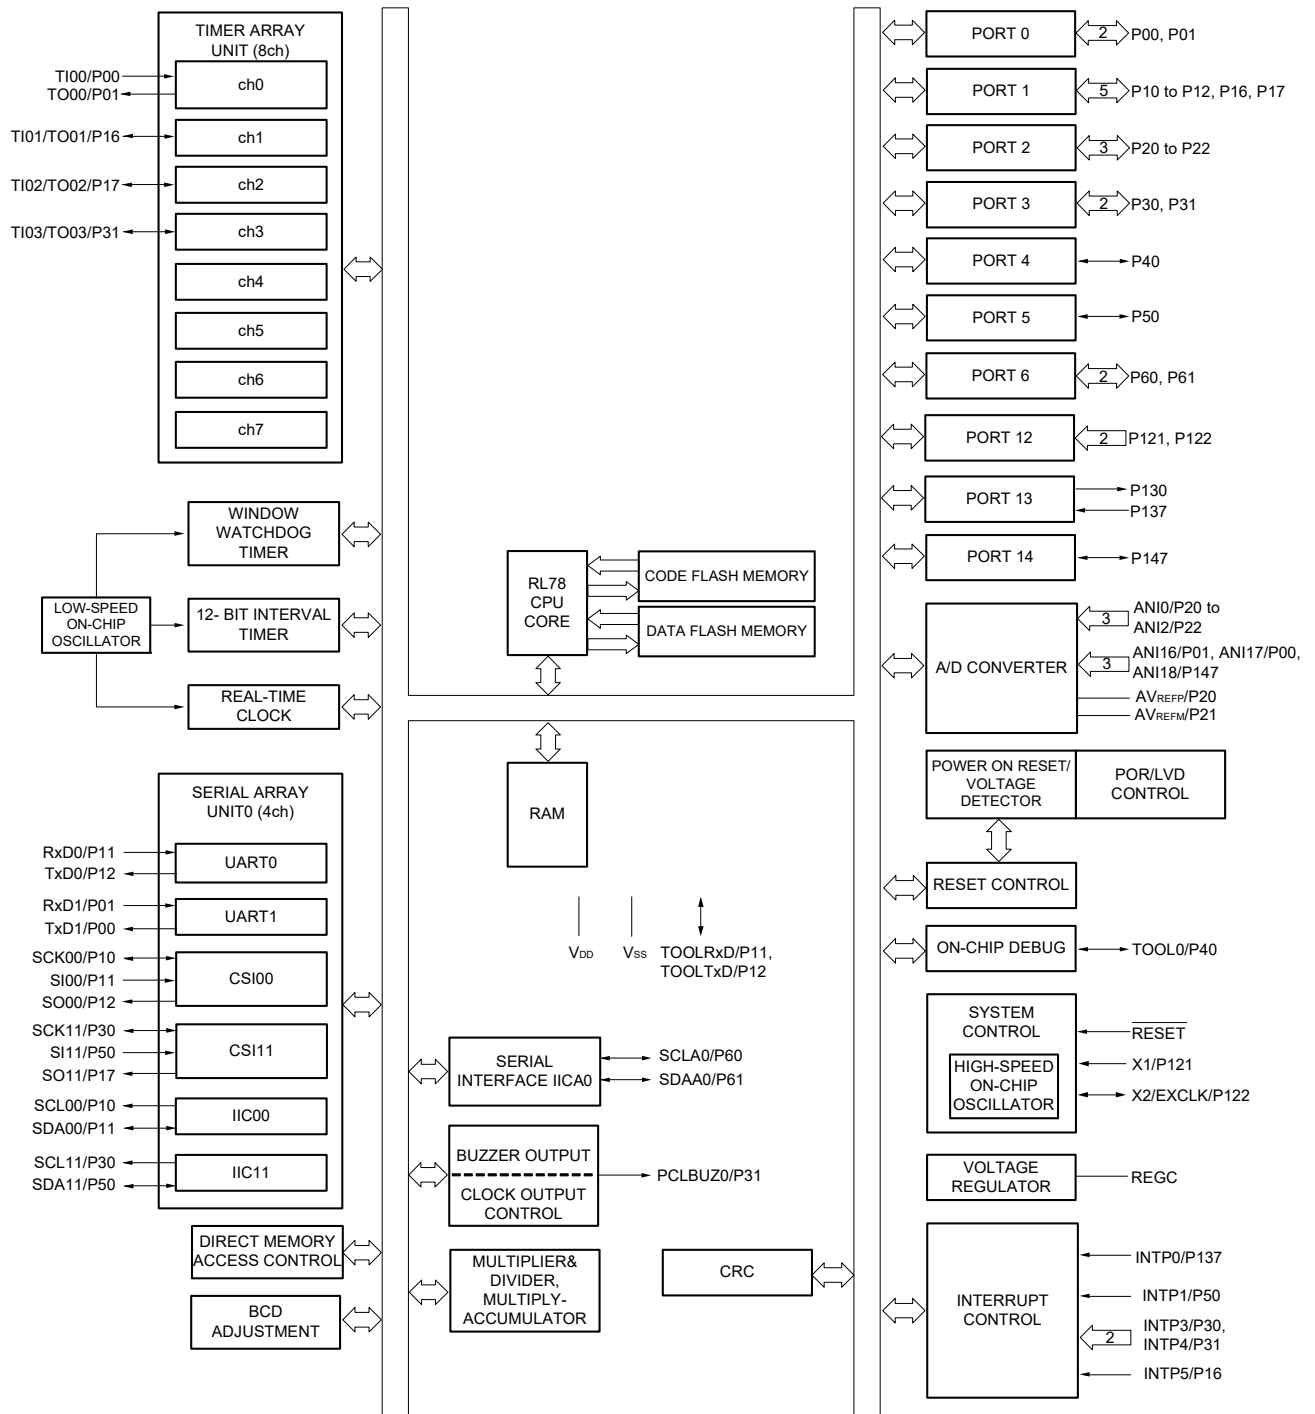 TIMER ARRAY
UNIT (8ch)
TI00/P00
TO00/P01
ch0
TI01/TO01/P16
ch1
TI02/TO02/P17
ch2
TI03/TO03/P31
ch3
ch4
ch5
ch6
ch7
WINDOW
WATCHDOG
TIMER
LOW-SPEED
ON-CHIP
OSCILLATOR
12- BIT INTERVAL
TIMER
REAL-TIME
CLOCK
SERIAL ARRAY
UNIT0 (4ch)
RxD0/P11
TxD0/P12
UART0
RxD1/P01
TxD1/P00
UART1
SCK00/P10
SI00/P11
SO00/P12
CSI00
SCK11/P30
SI11/P50
SO11/P17
CSI11
SCL00/P10
SDA00/P11
IIC00
SCL11/P30
SDA11/P50
IIC11
DIRECT MEMORY
ACCESS CONTROL
BCD
ADJUSTMENT
RL78
CPU
CORE
CODE FLASH MEMORY
DATA FLASH MEMORY
RAM
VDD
VSS
TOOLRxD/P11,
TOOLTxD/P12
SERIAL
INTERFACE IICA0
SCLA0/P60
SDAA0/P61
BUZZER OUTPUT
CLOCK OUTPUT
CONTROL
PCLBUZ0/P31
MULTIPLIER&
DIVIDER,
MULTIPLY-
ACCUMULATOR
CRC
PORT 0
2
P00, P01
PORT 1
5
P10 to P12, P16, P17
PORT 2
3
P20 to P22
PORT 3
2
P30, P31
PORT 4
P40
PORT 5
P50
PORT 6
2
P60, P61
PORT 12
2
P121, P122
PORT 13
P130
P137
PORT 14
P147
A/D CONVERTER
3
ANI0/P20 to
ANI2/P22
3
ANI16/P01, ANI17/P00,
ANI18/P147
AVREFP/P20
AVREFM/P21
POWER ON RESET/
VOLTAGE
DETECTOR
POR/LVD
CONTROL
RESET CONTROL
ON-CHIP DEBUG
TOOL0/P40
SYSTEM
CONTROL
HIGH-SPEED
ON-CHIP
OSCILLATOR
RESET
X1/P121
X2/EXCLK/P122
VOLTAGE
REGULATOR
REGC
INTERRUPT
CONTROL
INTP0/P137
INTP1/P50
2
INTP3/P30,
INTP4/P31
INTP5/P16